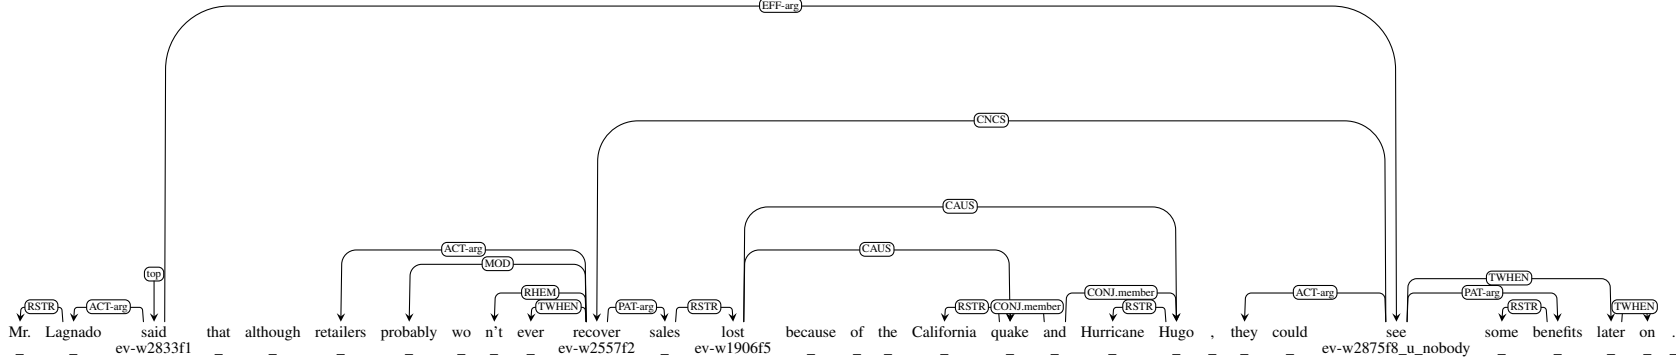 EFF-arg
CNCS
CAUS
ACT-arg CAUS
MOD
top TWHEN
RHEM CONJ.member PAT-arg
RSTR ACT-arg TWHEN PAT-arg RSTR RSTR CONJ.member RSTR ACT-arg RSTR TWHEN
Mr. Lagnado said that although retailers probably wo n't ever recover sales lost because of the California quake and Hurricane Hugo , they could see some benefits later on .
_ _ ev-w2833f1 _ _ _ _ _ _ _ ev-w2557f2 _ ev-w1906f5 _ _ _ _ _ _ _ _ _ _ _ ev-w2875f8_u_nobody _ _ _ _ _